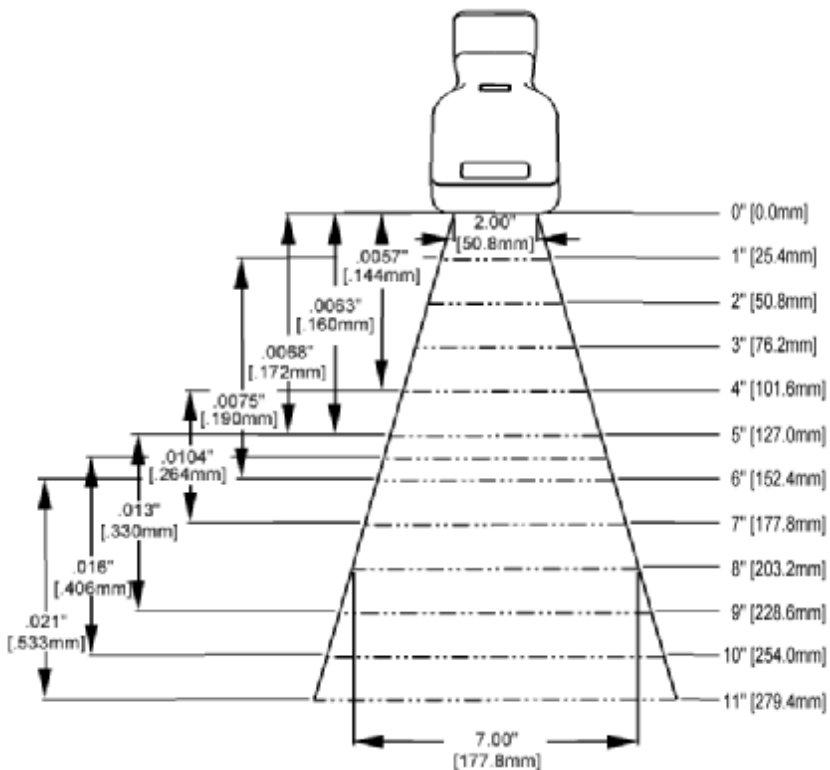 0" [0.0mm]
2.00"
[50.8mm]
1" [25.4mm]
.0057"
[.144mm]
2" [50.8mm]
.0063"
[.160mm]
3" [76.2mm]
.0068"
[.172mm]
4" [101.6mm]
.0075"
[.190mm]
5" [127.0mm]
.0104"
[.264mm]
6" [152.4mm]
.013"
[.330mm]
7" [177.8mm]
.016"
[.406mm]
8" [203.2mm]
9" [228.6mm]
.021"
[.533mm]
10" [254.0mm]
11" [279.4mm]
7.00"
[177.8mm]